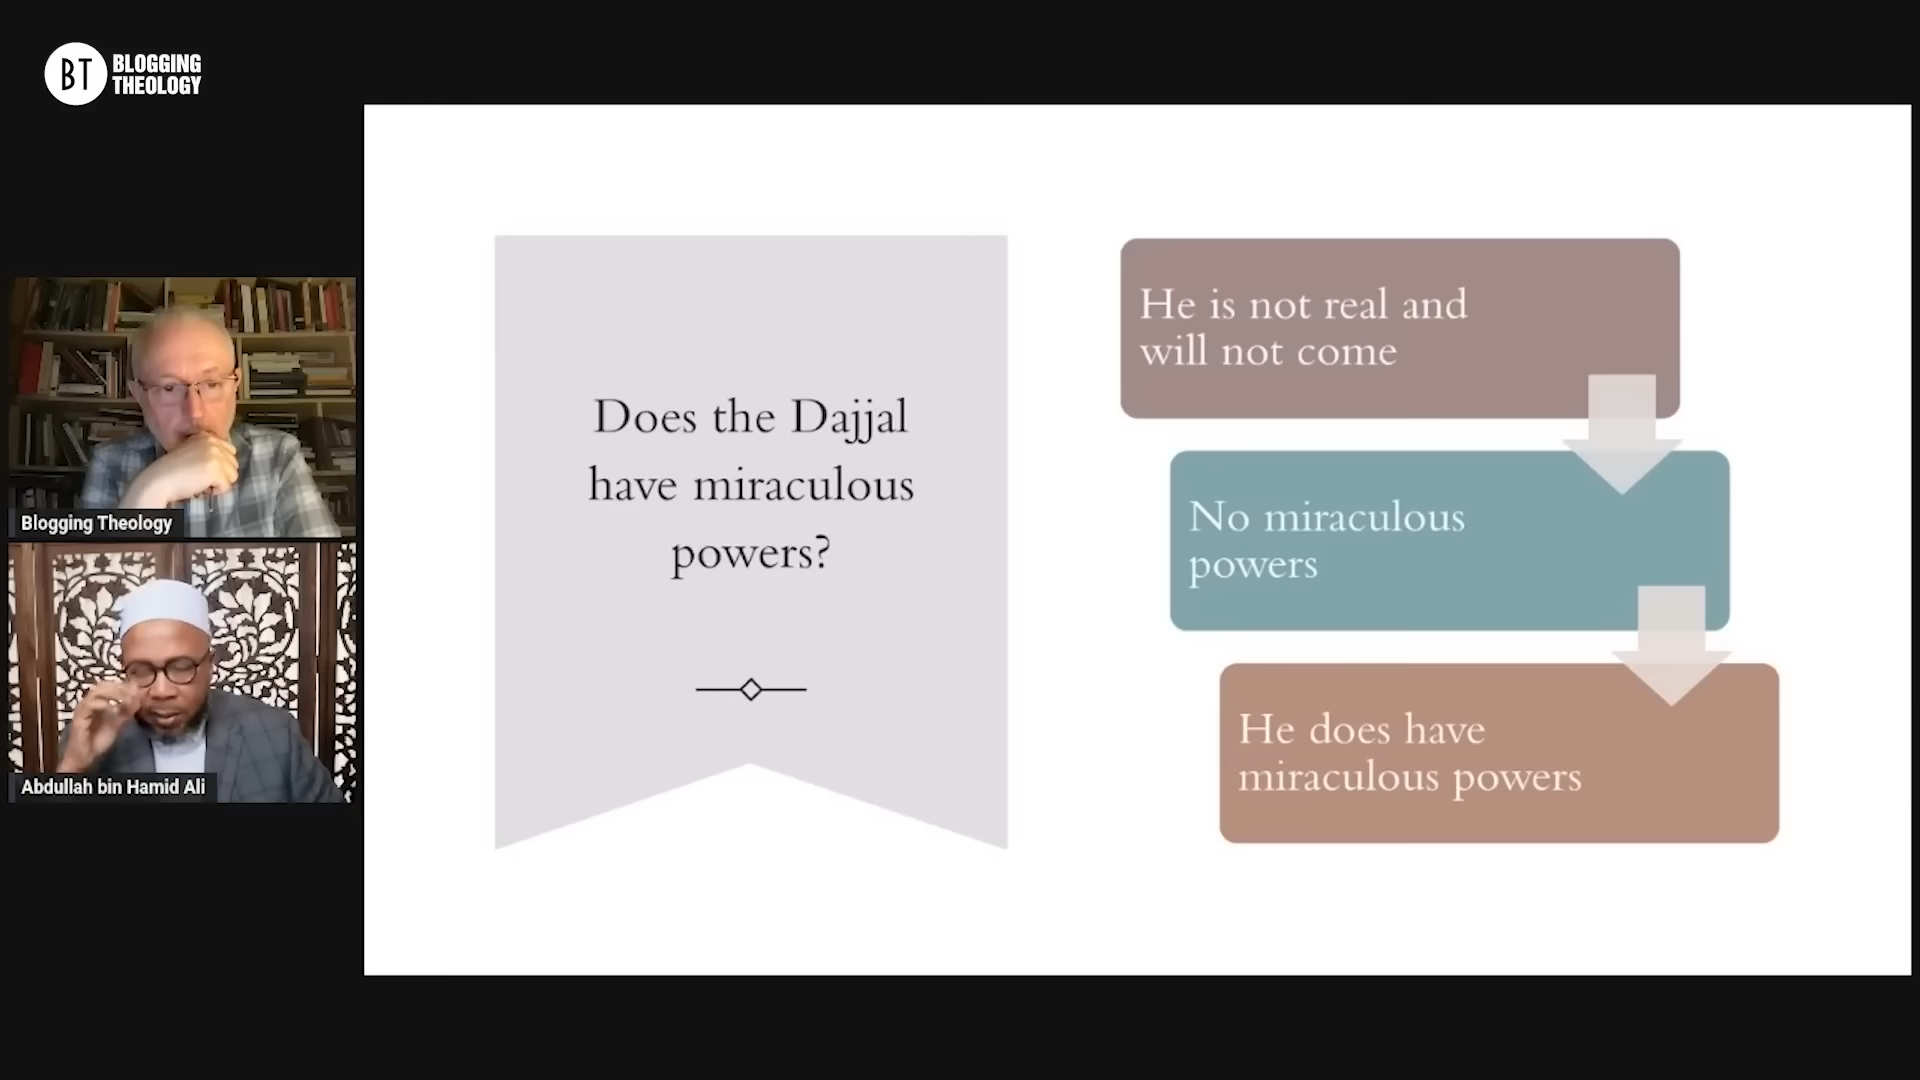 BT
BLOGGING
THEOLOGY
Blogging Theology
Abdullah bin Hamid Ali
Does the Dajjal
have miraculous
powers?
He is not real and
will not come
No miraculous
powers
He does have
miraculous powers